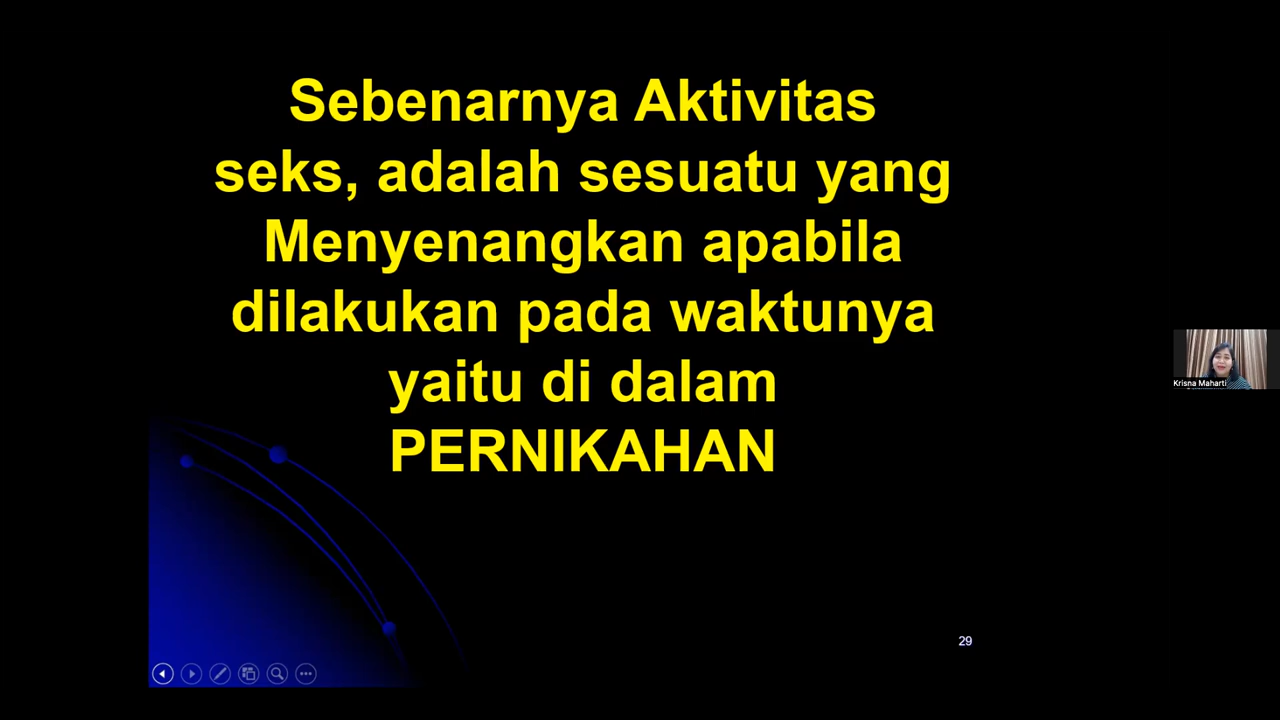 Sebenarnya Aktivitas
seks, adalah sesuatu yang
Menyenangkan apabila
dilakukan pada waktunya
yaitu di dalam
PERNIKAHAN
Krisna Maharti
29